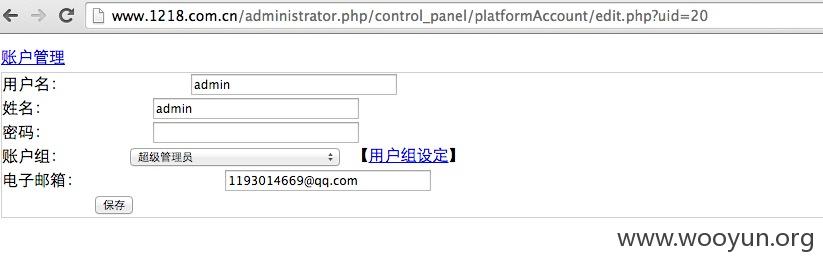 www.1218.com.cn/administrator.php/control_panel/platformAccount/edit.php?uid=20
账户管理
用户名： admin
姓名： admin
密码：
账户组： 超级管理员 【用户组设定】
电子邮箱： 1193014669@qq.com
保存
www.wooyun.org